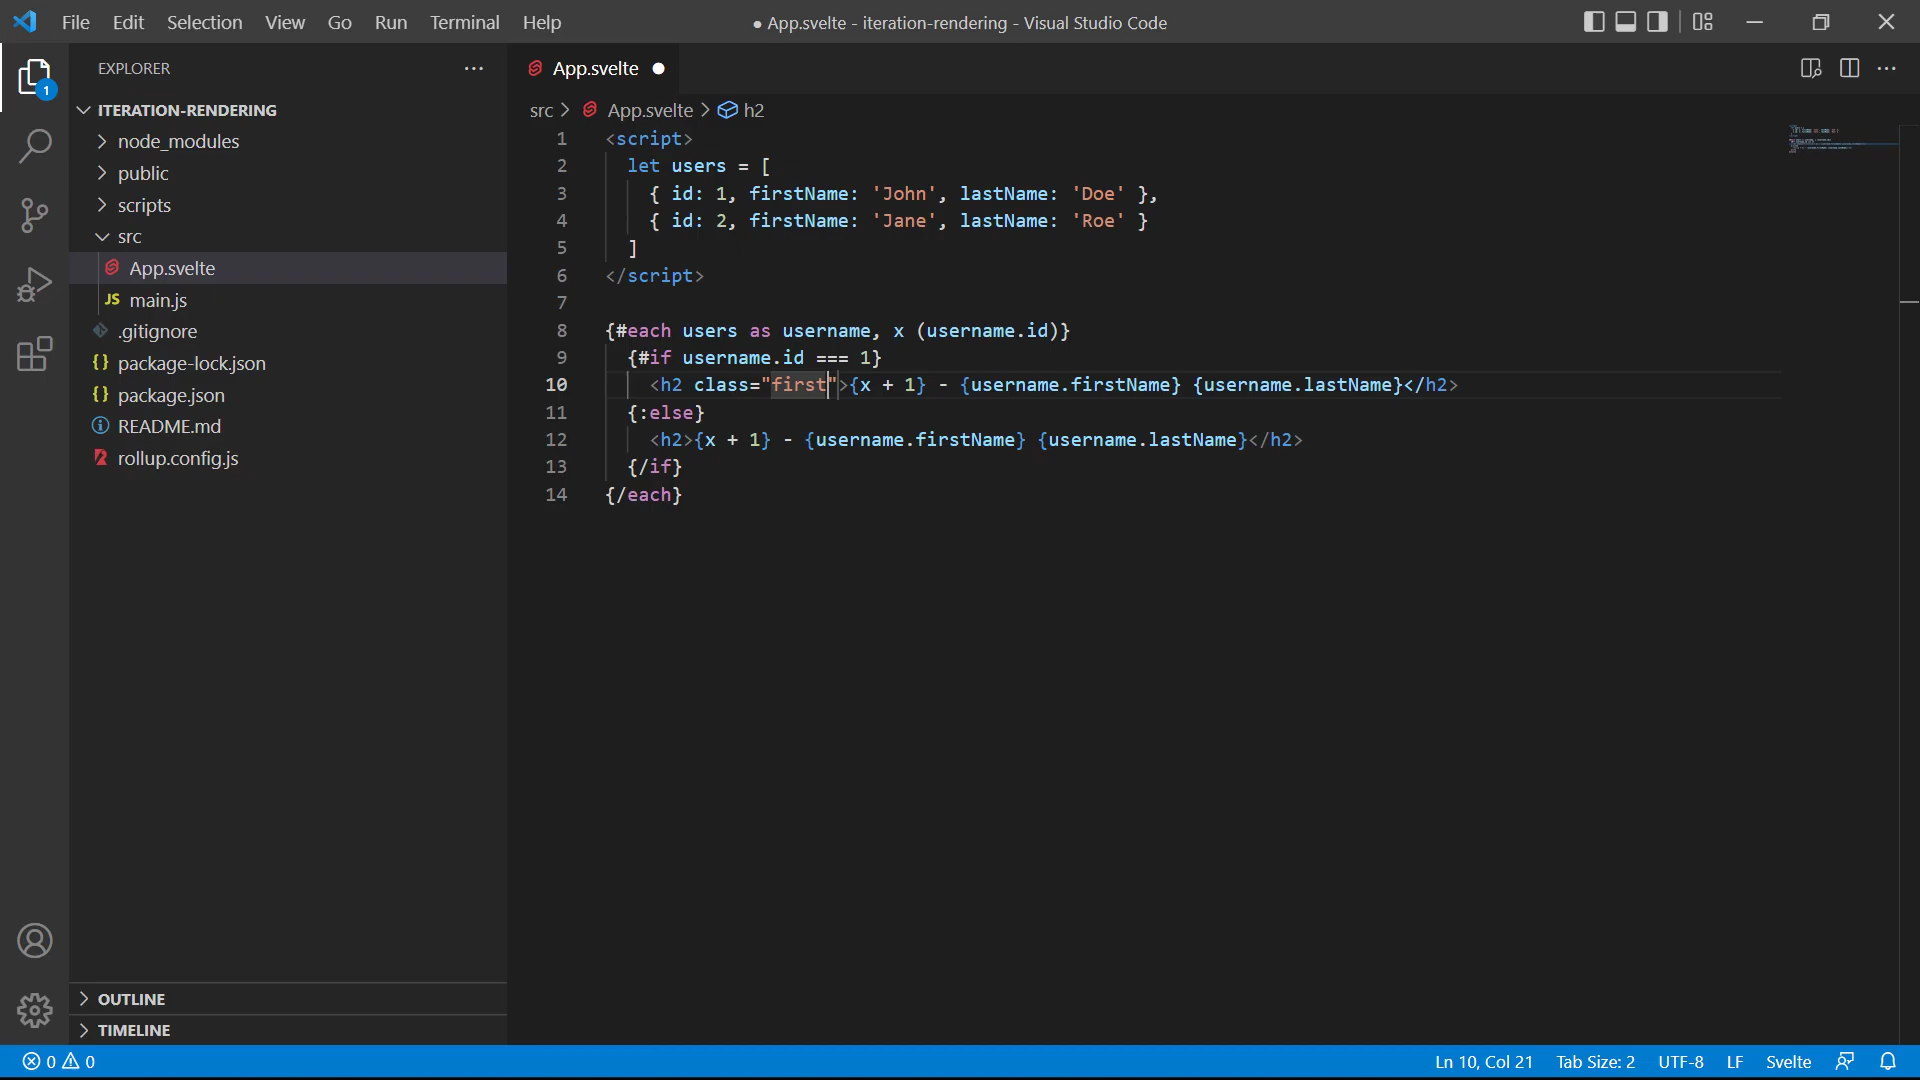 File Edit Selection View Go Run Terminal Help
● App.svelte - iteration-rendering - Visual Studio Code
1
EXPLORER
ITERATION-RENDERING
node_modules
public
scripts
src
App.svelte
JS main.js
.gitignore
{} package-lock.json
{} package.json
README.md
rollup.config.js
OUTLINE
TIMELINE
App.svelte
src > App.svelte > h2
1 <script>
2 let users = [
3 { id: 1, firstName: 'John', lastName: 'Doe' },
4 { id: 2, firstName: 'Jane', lastName: 'Roe' }
5 ]
6 </script>
7
8 {#each users as username, x (username.id)}
9 {#if username.id === 1}
10 <h2 class="first">{x + 1} - {username.firstName} {username.lastName}</h2>
11 {:else}
12 <h2>{x + 1} - {username.firstName} {username.lastName}</h2>
13 {/if}
14 {/each}
0 0
Ln 10, Col 21 Tab Size: 2 UTF-8 LF Svelte